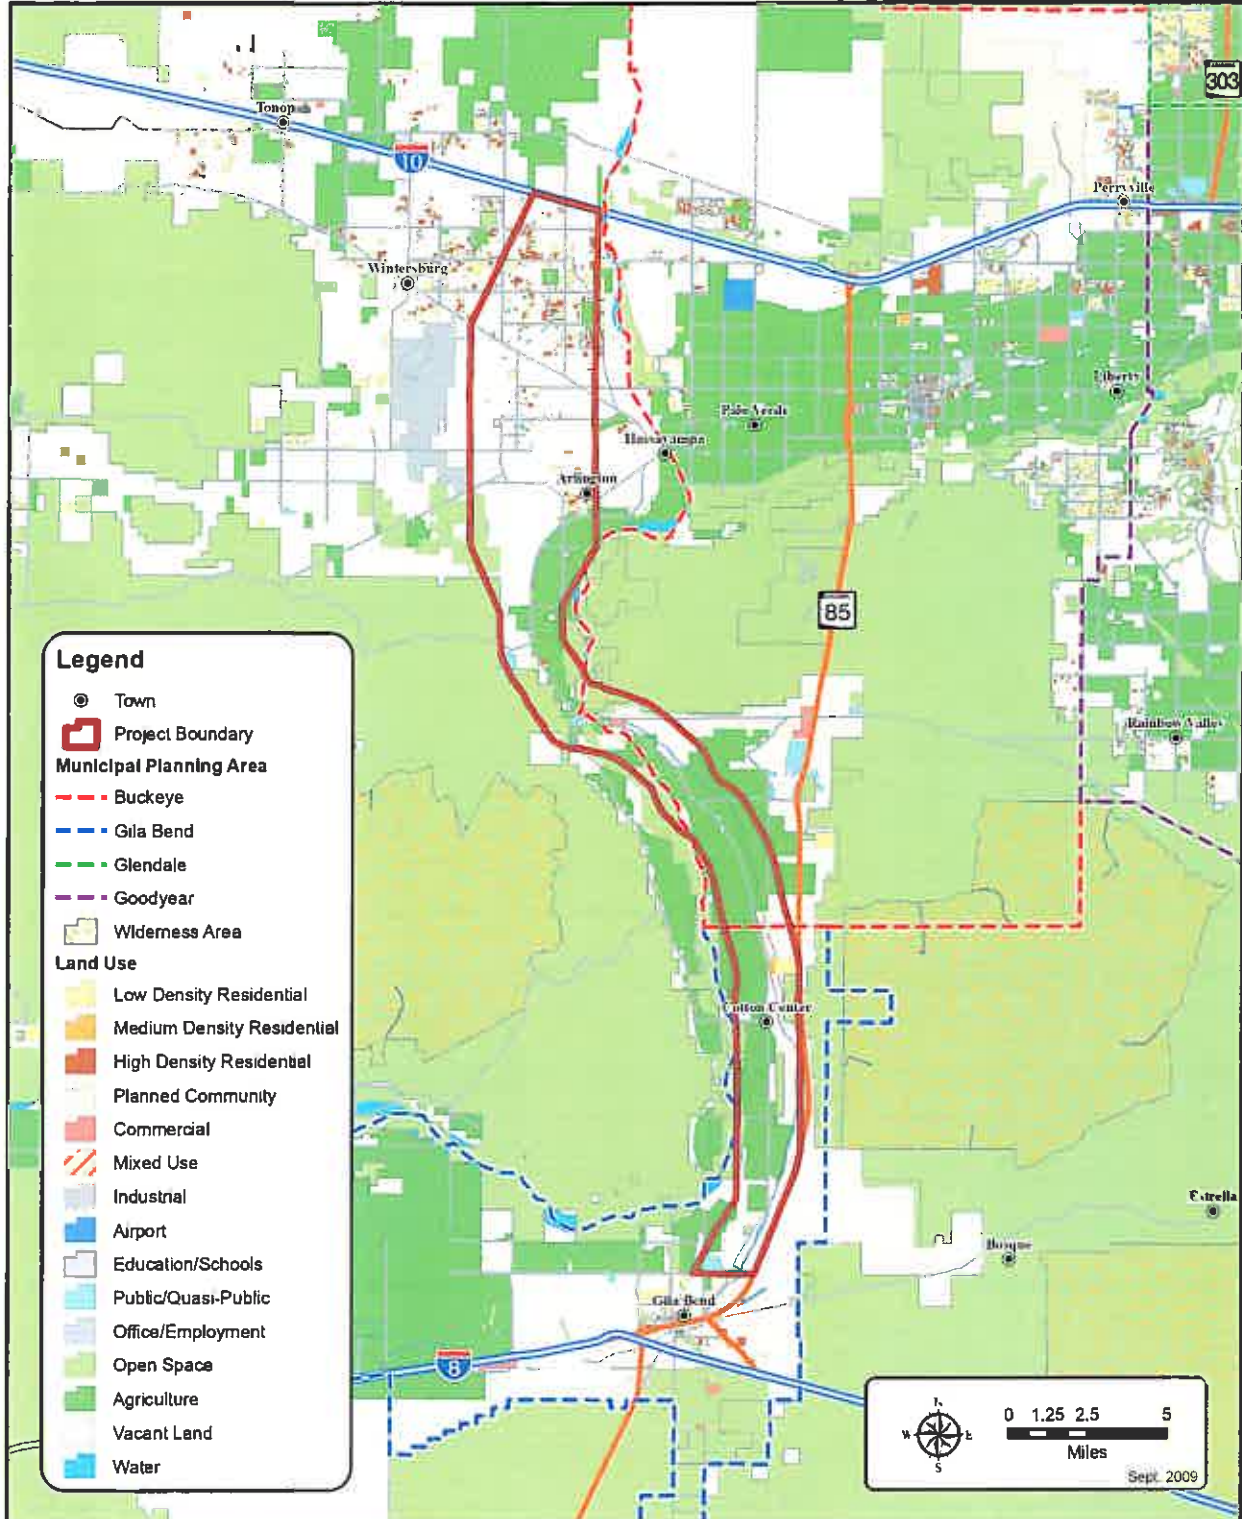 303
Tonop
10
Perryville
Wintersburg
Liberty
Palo Verde
Hassayampa
Arlington
85
Legend
Town
Project Boundary
Municipal Planning Area
Buckeye
Gila Bend
Glendale
Goodyear
Wilderness Area
Land Use
Low Density Residential
Medium Density Residential
High Density Residential
Planned Community
Commercial
Mixed Use
Industrial
Airport
Education/Schools
Public/Quasi-Public
Office/Employment
Open Space
Agriculture
Vacant Land
Water
Rainbow Valley
Cotton Center
Estrella
Bosque
Gila Bend
8
N
W E
S
0 1.25 2.5 5
Miles
Sept. 2009